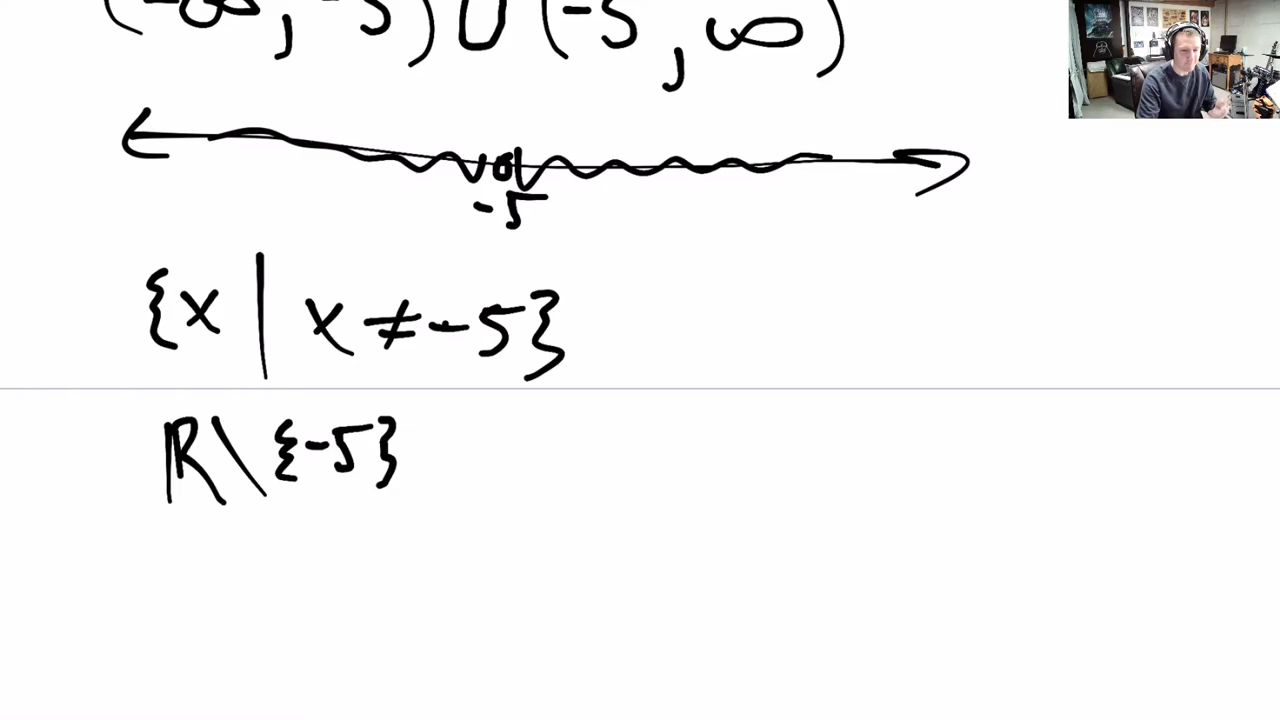 (-∞, -5) ∪ (-5, ∞)
-5
{x | x ≠ -5}
ℝ \ {-5}